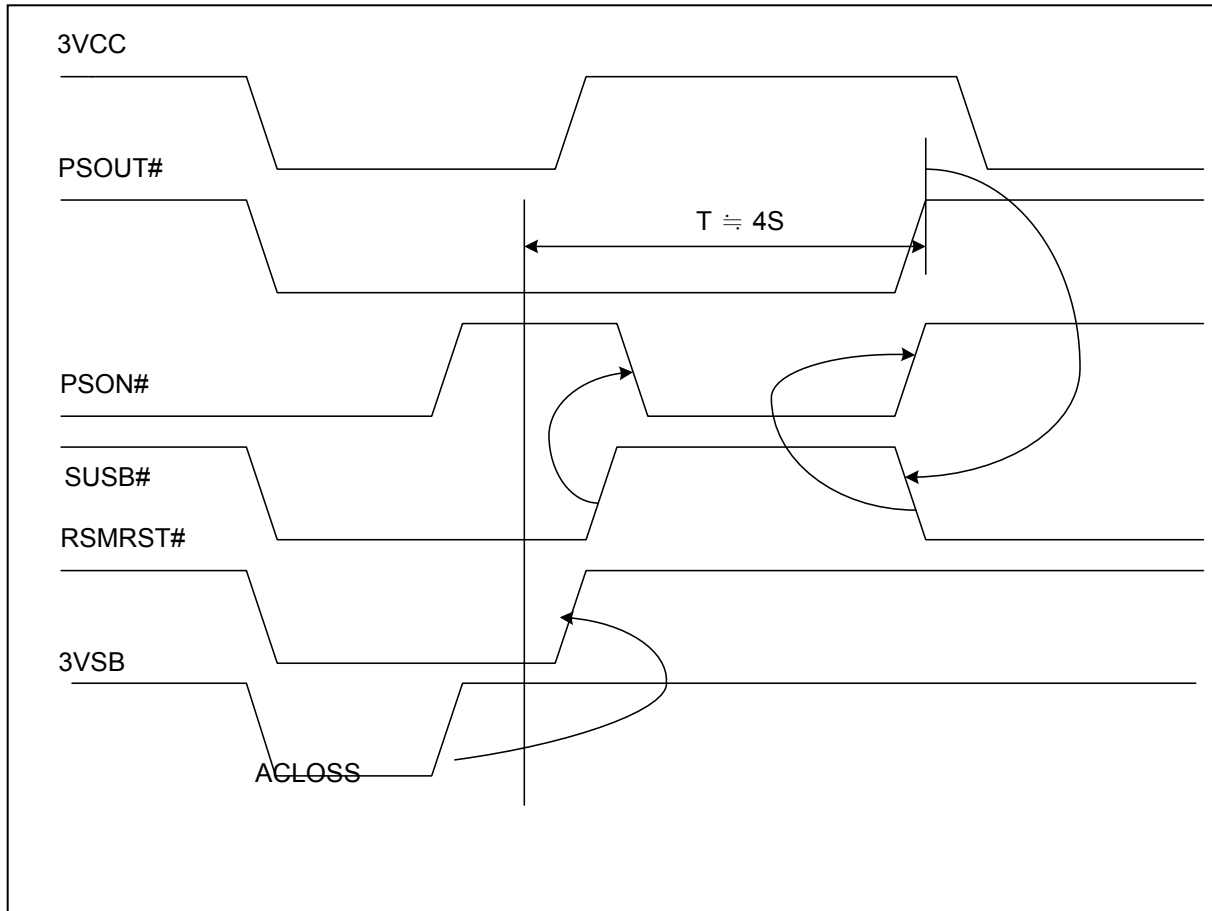 3VCC
PSOUT#
T ≒ 4S
PSON#
SUSB#
RSMRST#
3VSB
ACLOSS